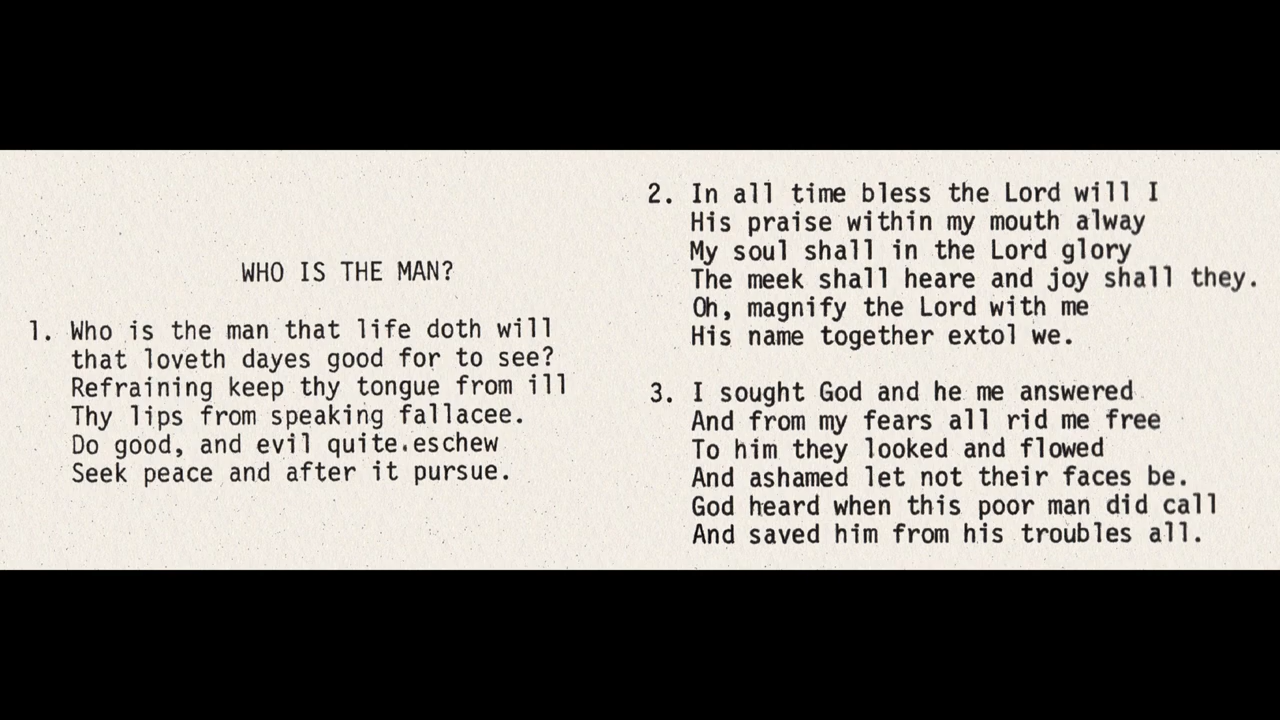 WHO IS THE MAN?
1. Who is the man that life doth will
that loveth dayes good for to see?
Refraining keep thy tongue from ill
Thy lips from speaking fallacee.
Do good, and evil quite.eschew
Seek peace and after it pursue.
2. In all time bless the Lord will I
His praise within my mouth alway
My soul shall in the Lord glory
The meek shall heare and joy shall they.
Oh, magnify the Lord with me
His name together extol we.
3. I sought God and he me answered
And from my fears all rid me free
To him they looked and flowed
And ashamed let not their faces be.
God heard when this poor man did call
And saved him from his troubles all.